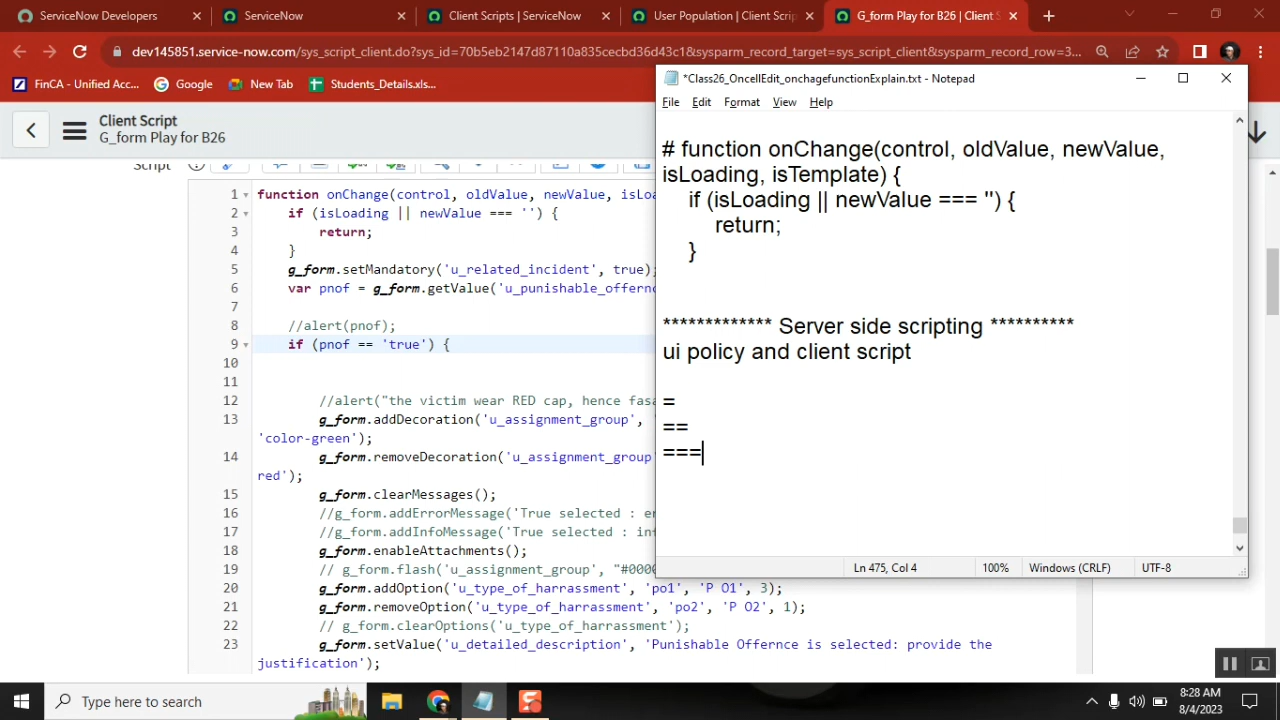 ServiceNow Developers
ServiceNow
Client Scripts | ServiceNow
User Population | Client Scrip
G_form Play for B26 | Client S
dev145851.service-now.com/sys_script_client.do?sys_id=70b5eb2147d87110a835cecbd36d43c1&sysparm_record_target=sys_script_client&sysparm_record_row=3...
FinCA - Unified Acc...
Google
New Tab
Students_Details.xls...
Client Script
G_form Play for B26
Script
1 function onChange(control, oldValue, newValue, isLoa
2 if (isLoading || newValue === '') {
3 return;
4 }
5 g_form.setMandatory('u_related_incident', true);
6 var pnof = g_form.getValue('u_punishable_offerno
7
8 //alert(pnof);
9 if (pnof == 'true') {
10
11
12 //alert("the victim wear RED cap, hence fasa
13 g_form.addDecoration('u_assignment_group', '
'color-green');
14 g_form.removeDecoration('u_assignment_group'
red');
15 g_form.clearMessages();
16 //g_form.addErrorMessage('True selected : er
17 //g_form.addInfoMessage('True selected : inf
18 g_form.enableAttachments();
19 // g_form.flash('u_assignment_group', "#000
20 g_form.addOption('u_type_of_harrassment', 'po1', 'P O1', 3);
21 g_form.removeOption('u_type_of_harrassment', 'po2', 'P O2', 1);
22 // g_form.clearOptions('u_type_of_harrassment');
23 g_form.setValue('u_detailed_description', 'Punishable Offernce is selected: provide the
justification');
*Class26_OncellEdit_onchagefunctionExplain.txt - Notepad
File Edit Format View Help
# function onChange(control, oldValue, newValue,
isLoading, isTemplate) {
if (isLoading || newValue === '') {
return;
}
************* Server side scripting **********
ui policy and client script
=
==
===
Ln 475, Col 4
100%
Windows (CRLF)
UTF-8
Type here to search
8:28 AM
8/4/2023